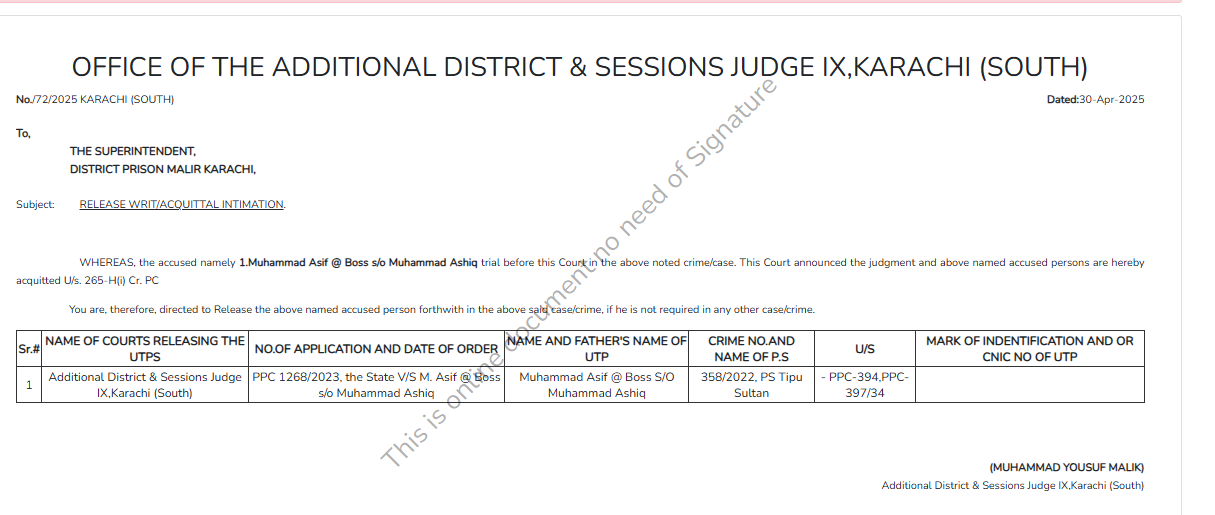 OFFICE OF THE ADDITIONAL DISTRICT & SESSIONS JUDGE IX,KARACHI (SOUTH)
No./72/2025 KARACHI (SOUTH) Dated:30-Apr-2025
To,
THE SUPERINTENDENT,
DISTRICT PRISON MALIR KARACHI,
Subject: RELEASE WRIT/ACQUITTAL INTIMATION.
WHEREAS, the accused namely 1.Muhammad Asif @ Boss s/o Muhammad Ashiq trial before this Court in the above noted crime/case. This Court announced the judgment and above named accused persons are hereby
acquitted U/s. 265-H(i) Cr. PC
You are, therefore, directed to Release the above named accused person forthwith in the above said case/crime, if he is not required in any other case/crime.
Sr.# NAME OF COURTS RELEASING THE UTPS NO.OF APPLICATION AND DATE OF ORDER NAME AND FATHER'S NAME OF UTP CRIME NO.AND NAME OF P.S U/S MARK OF INDENTIFICATION AND OR CNIC NO OF UTP
1 Additional District & Sessions Judge IX,Karachi (South) PPC 1268/2023, the State V/S M. Asif @ Boss s/o Muhammad Ashiq Muhammad Asif @ Boss S/O Muhammad Ashiq 358/2022, PS Tipu Sultan - PPC-394,PPC-397/34
(MUHAMMAD YOUSUF MALIK)
Additional District & Sessions Judge IX,Karachi (South)
This is online document no need of Signature